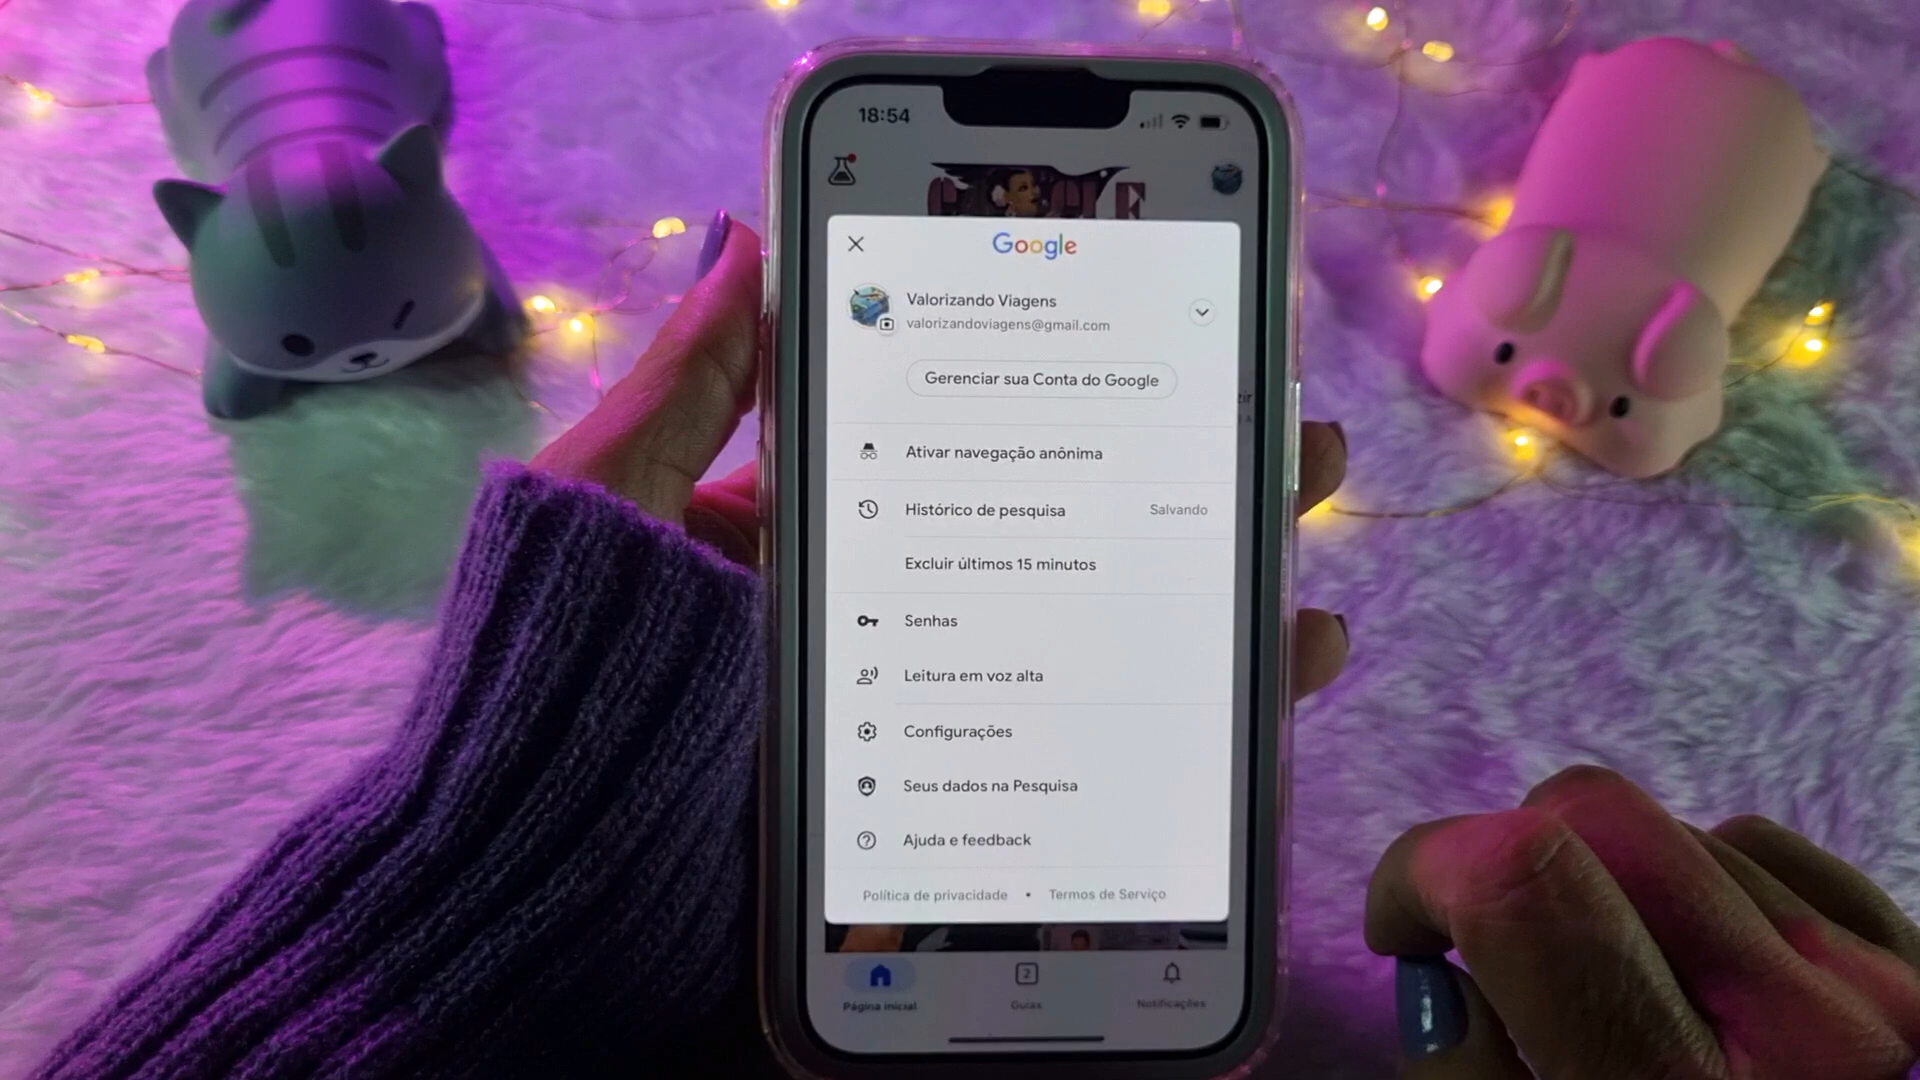 18:54
Google
Valorizando Viagens
valorizandoviagens@gmail.com
Gerenciar sua Conta do Google
Ativar navegação anônima
Histórico de pesquisa Salvando
Excluir últimos 15 minutos
Senhas
Leitura em voz alta
Configurações
Seus dados na Pesquisa
Ajuda e feedback
Política de privacidade • Termos de Serviço
2
Página inicial Guias Notificações